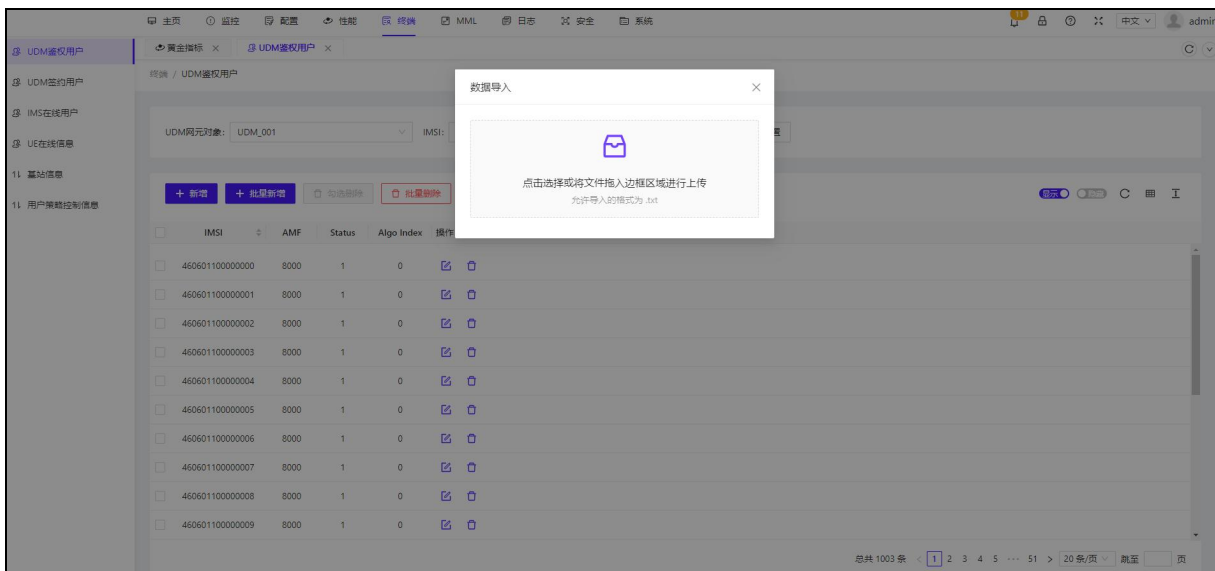 主页 监控 配置 性能 终端 MML 日志 安全 系统 11 中文 admin
UDM鉴权用户
UDM签约用户
IMS在线用户
UE在线信息
基站信息
用户策略控制信息
黄金指标 UDM鉴权用户
终端 / UDM鉴权用户
UDM网元对象: UDM_001 IMSI: 置
数据导入
点击选择或将文件拖入边框区域进行上传
允许导入的格式为 .txt
新增 批量新增 勾选删除 批量删除 显示
IMSI AMF Status Algo Index 操作
460601100000000 8000 1 0
460601100000001 8000 1 0
460601100000002 8000 1 0
460601100000003 8000 1 0
460601100000004 8000 1 0
460601100000005 8000 1 0
460601100000006 8000 1 0
460601100000007 8000 1 0
460601100000008 8000 1 0
460601100000009 8000 1 0
总共 1003 条 1 2 3 4 5 ··· 51 20 条/页 跳至 页